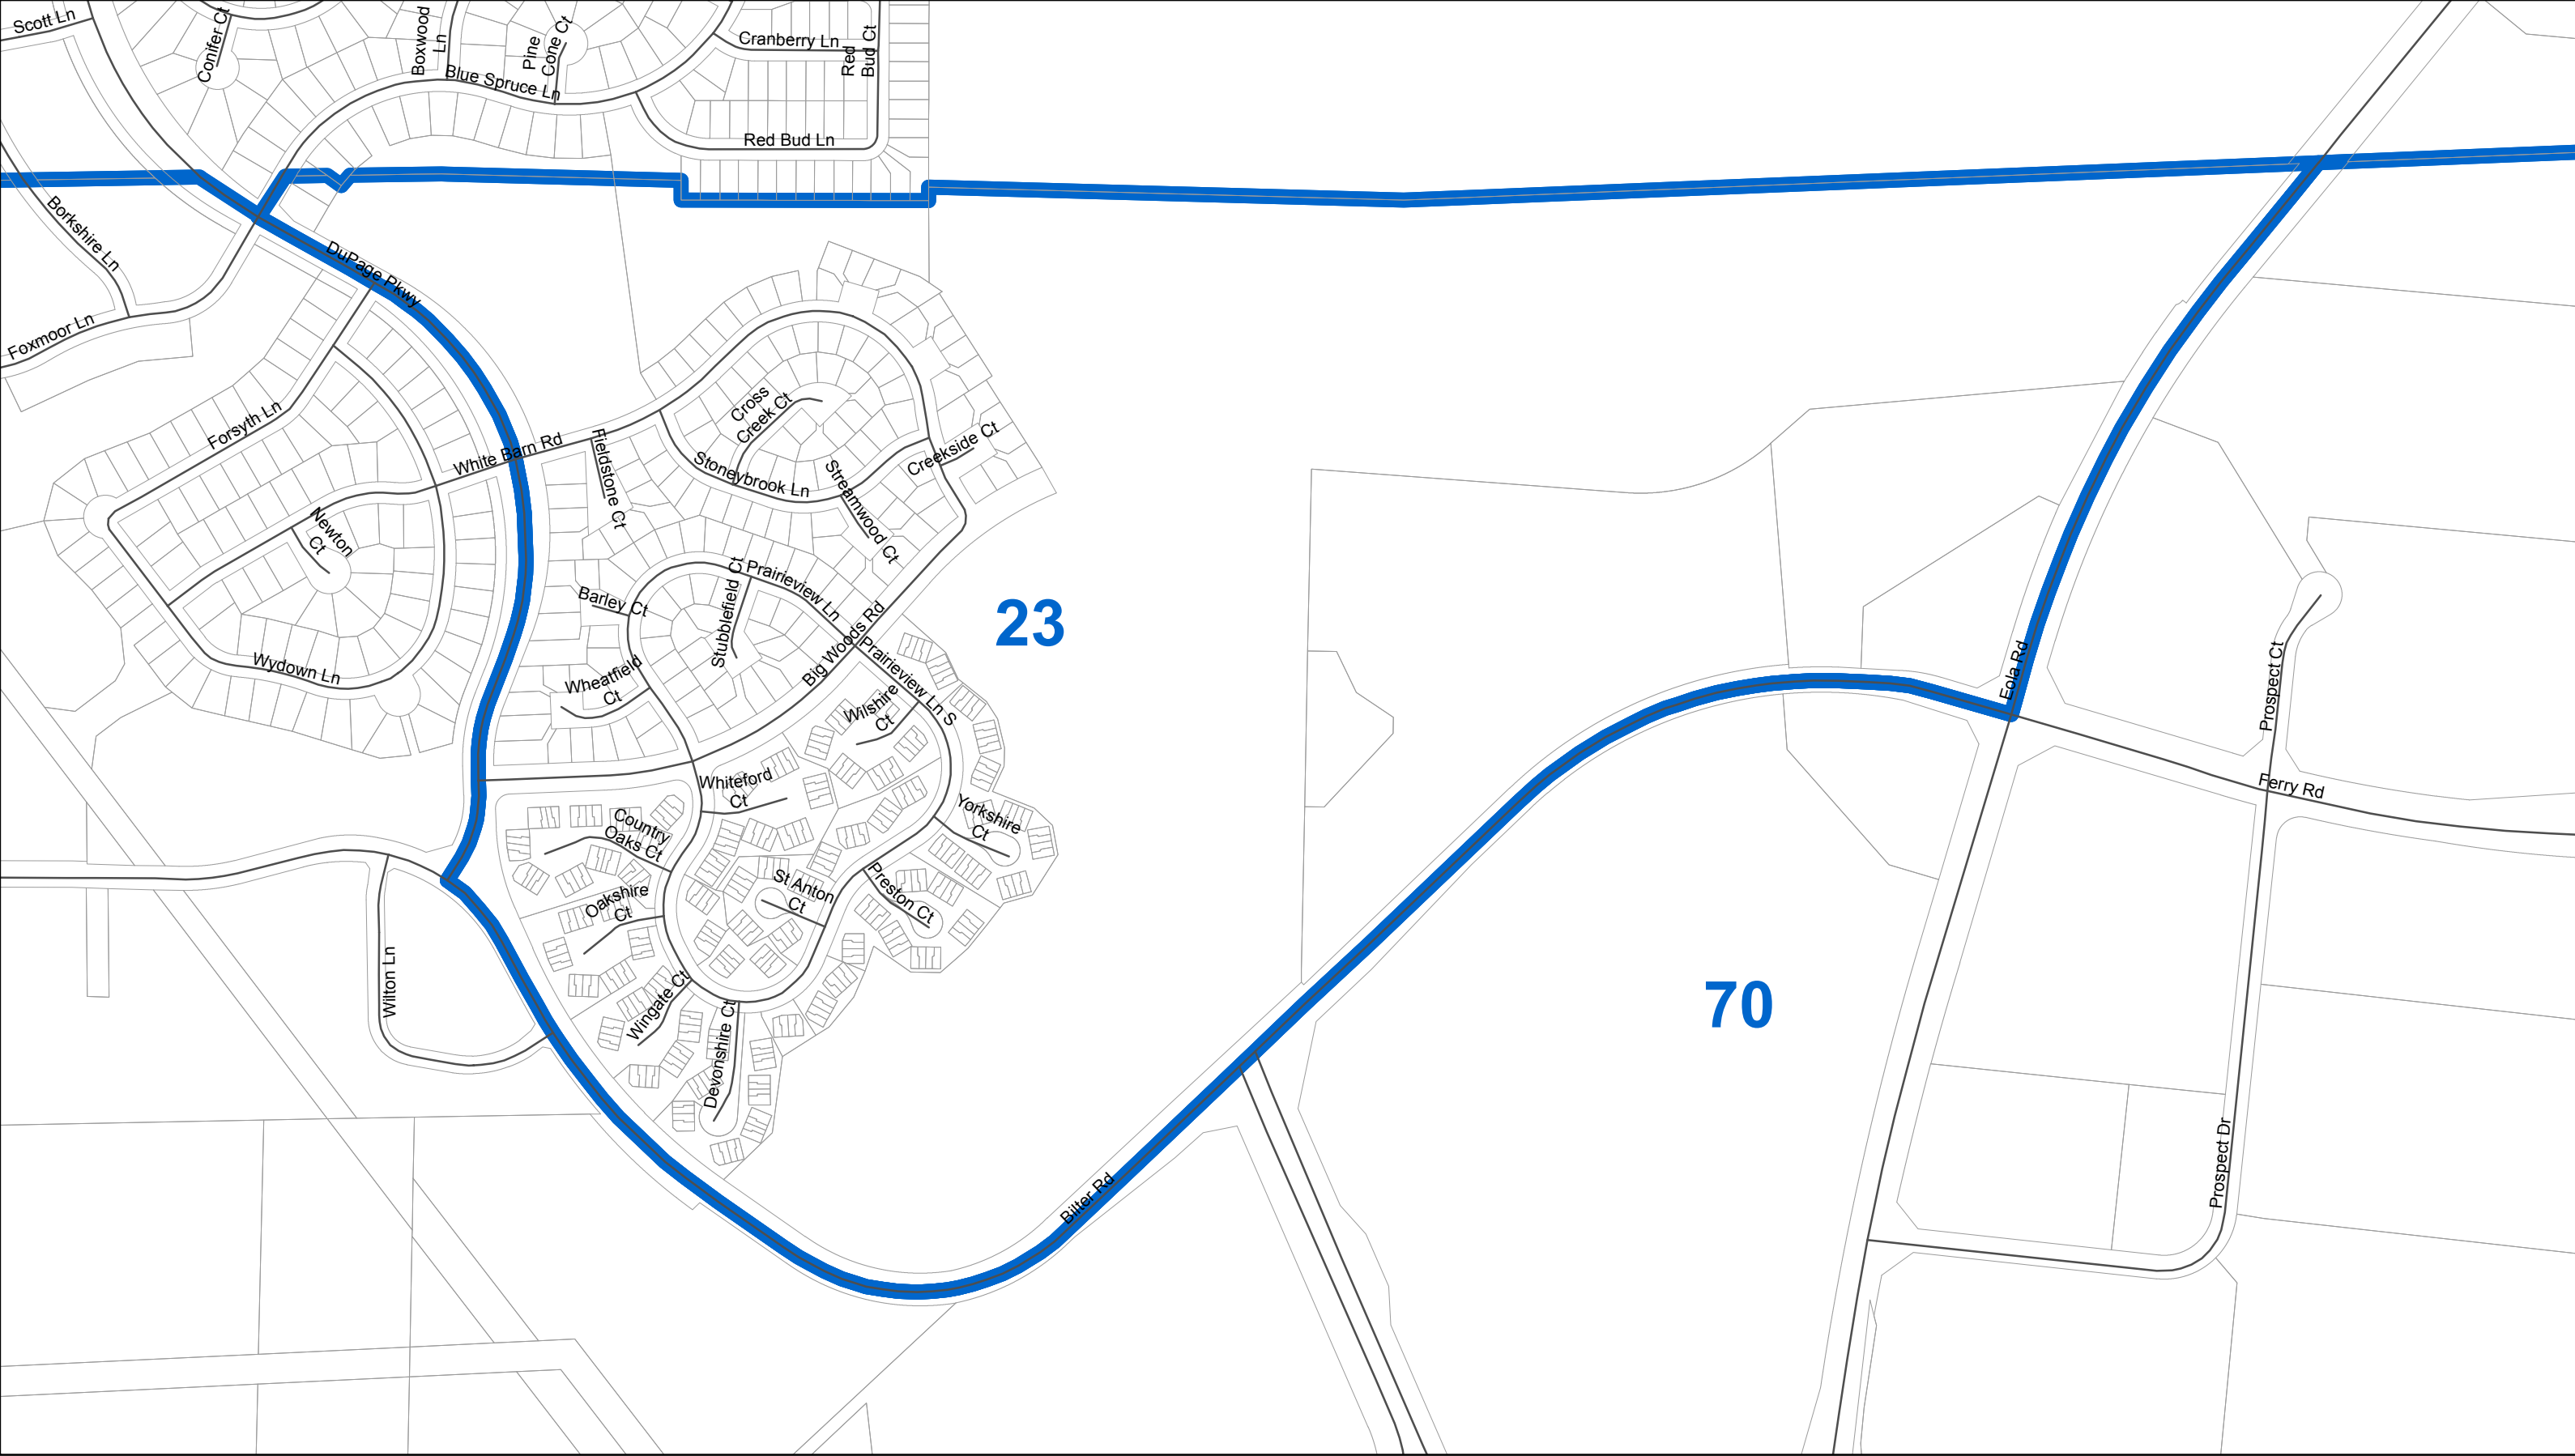 Scott Ln
Conifer Ct
Boxwood
Ln
Pine
Cone Ct
Blue Spruce Ln
Cranberry Ln
Red
Bud Ct
Red Bud Ln
Borkshire Ln
DuPage Pkwy
Foxmoor Ln
Forsyth Ln
White Barn Rd
Fieldstone Ct
Cross
Creek Ct
Stoneybrook Ln
Streamwood Ct
Creekside Ct
Newton
Ct
Wydown Ln
Barley Ct
Stubblefield Ct
Prairieview Ln
Wheatfield
Ct
Big Woods Rd
Prairieview Ln S
23
Wilshire
Ct
Whiteford
Ct
Yorkshire
Ct
Country
Oaks Ct
Oakshire
Ct
St Anton
Ct
Preston Ct
Wilton Ln
Wingate Ct
Devonshire Ct
Bilter Rd
Eola Rd
Prospect Ct
Ferry Rd
70
Prospect Dr